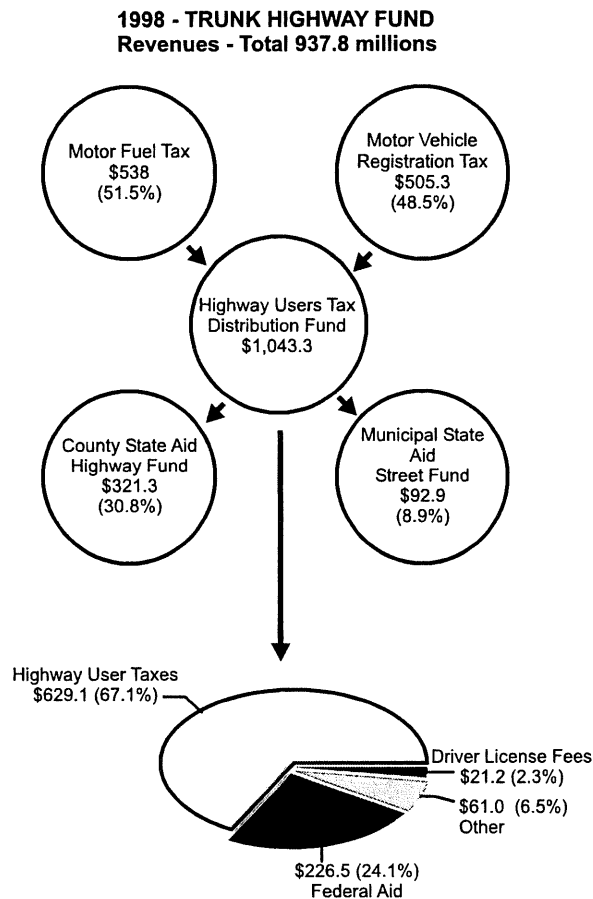 1998 - TRUNK HIGHWAY FUND
Revenues - Total 937.8 millions
Motor Fuel Tax
$538
(51.5%)
Motor Vehicle
Registration Tax
$505.3
(48.5%)
Highway Users Tax
Distribution Fund
$1,043.3
County State Aid
Highway Fund
$321.3
(30.8%)
Municipal State
Aid
Street Fund
$92.9
(8.9%)
Highway User Taxes
$629.1 (67.1%)
Driver License Fees
$21.2 (2.3%)
$61.0 (6.5%)
Other
$226.5 (24.1%)
Federal Aid